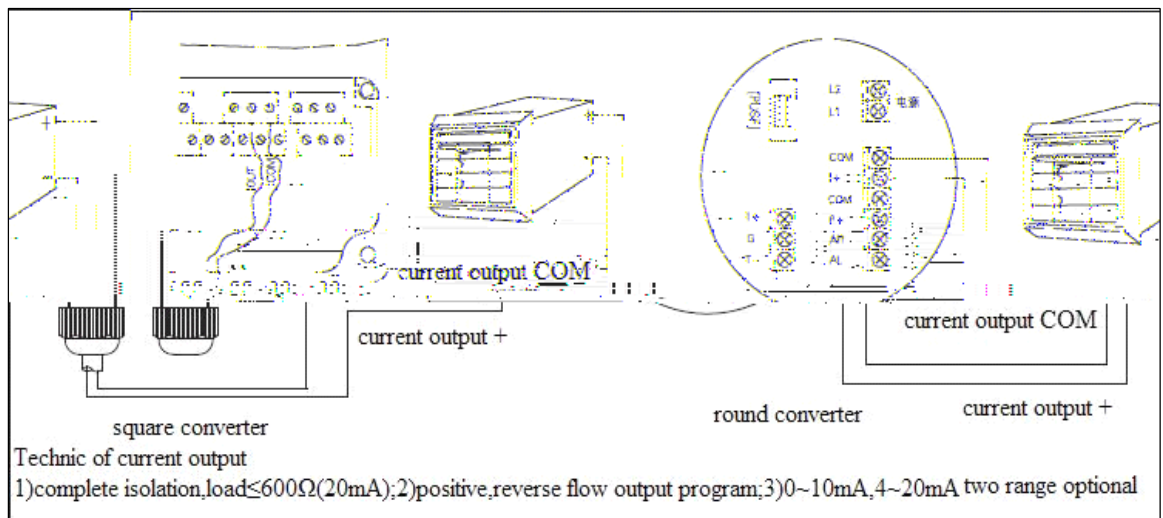 +
IOUT
COM
current output COM
current output +
square converter
[PUSE]
L2
L1
电源
COM
I+
COM
P+
AH
AL
G
T
current output COM
current output +
round converter
Technic of current output
1)complete isolation,load≤600Ω(20mA);2)positive,reverse flow output program;3)0~10mA,4~20mA two range optional